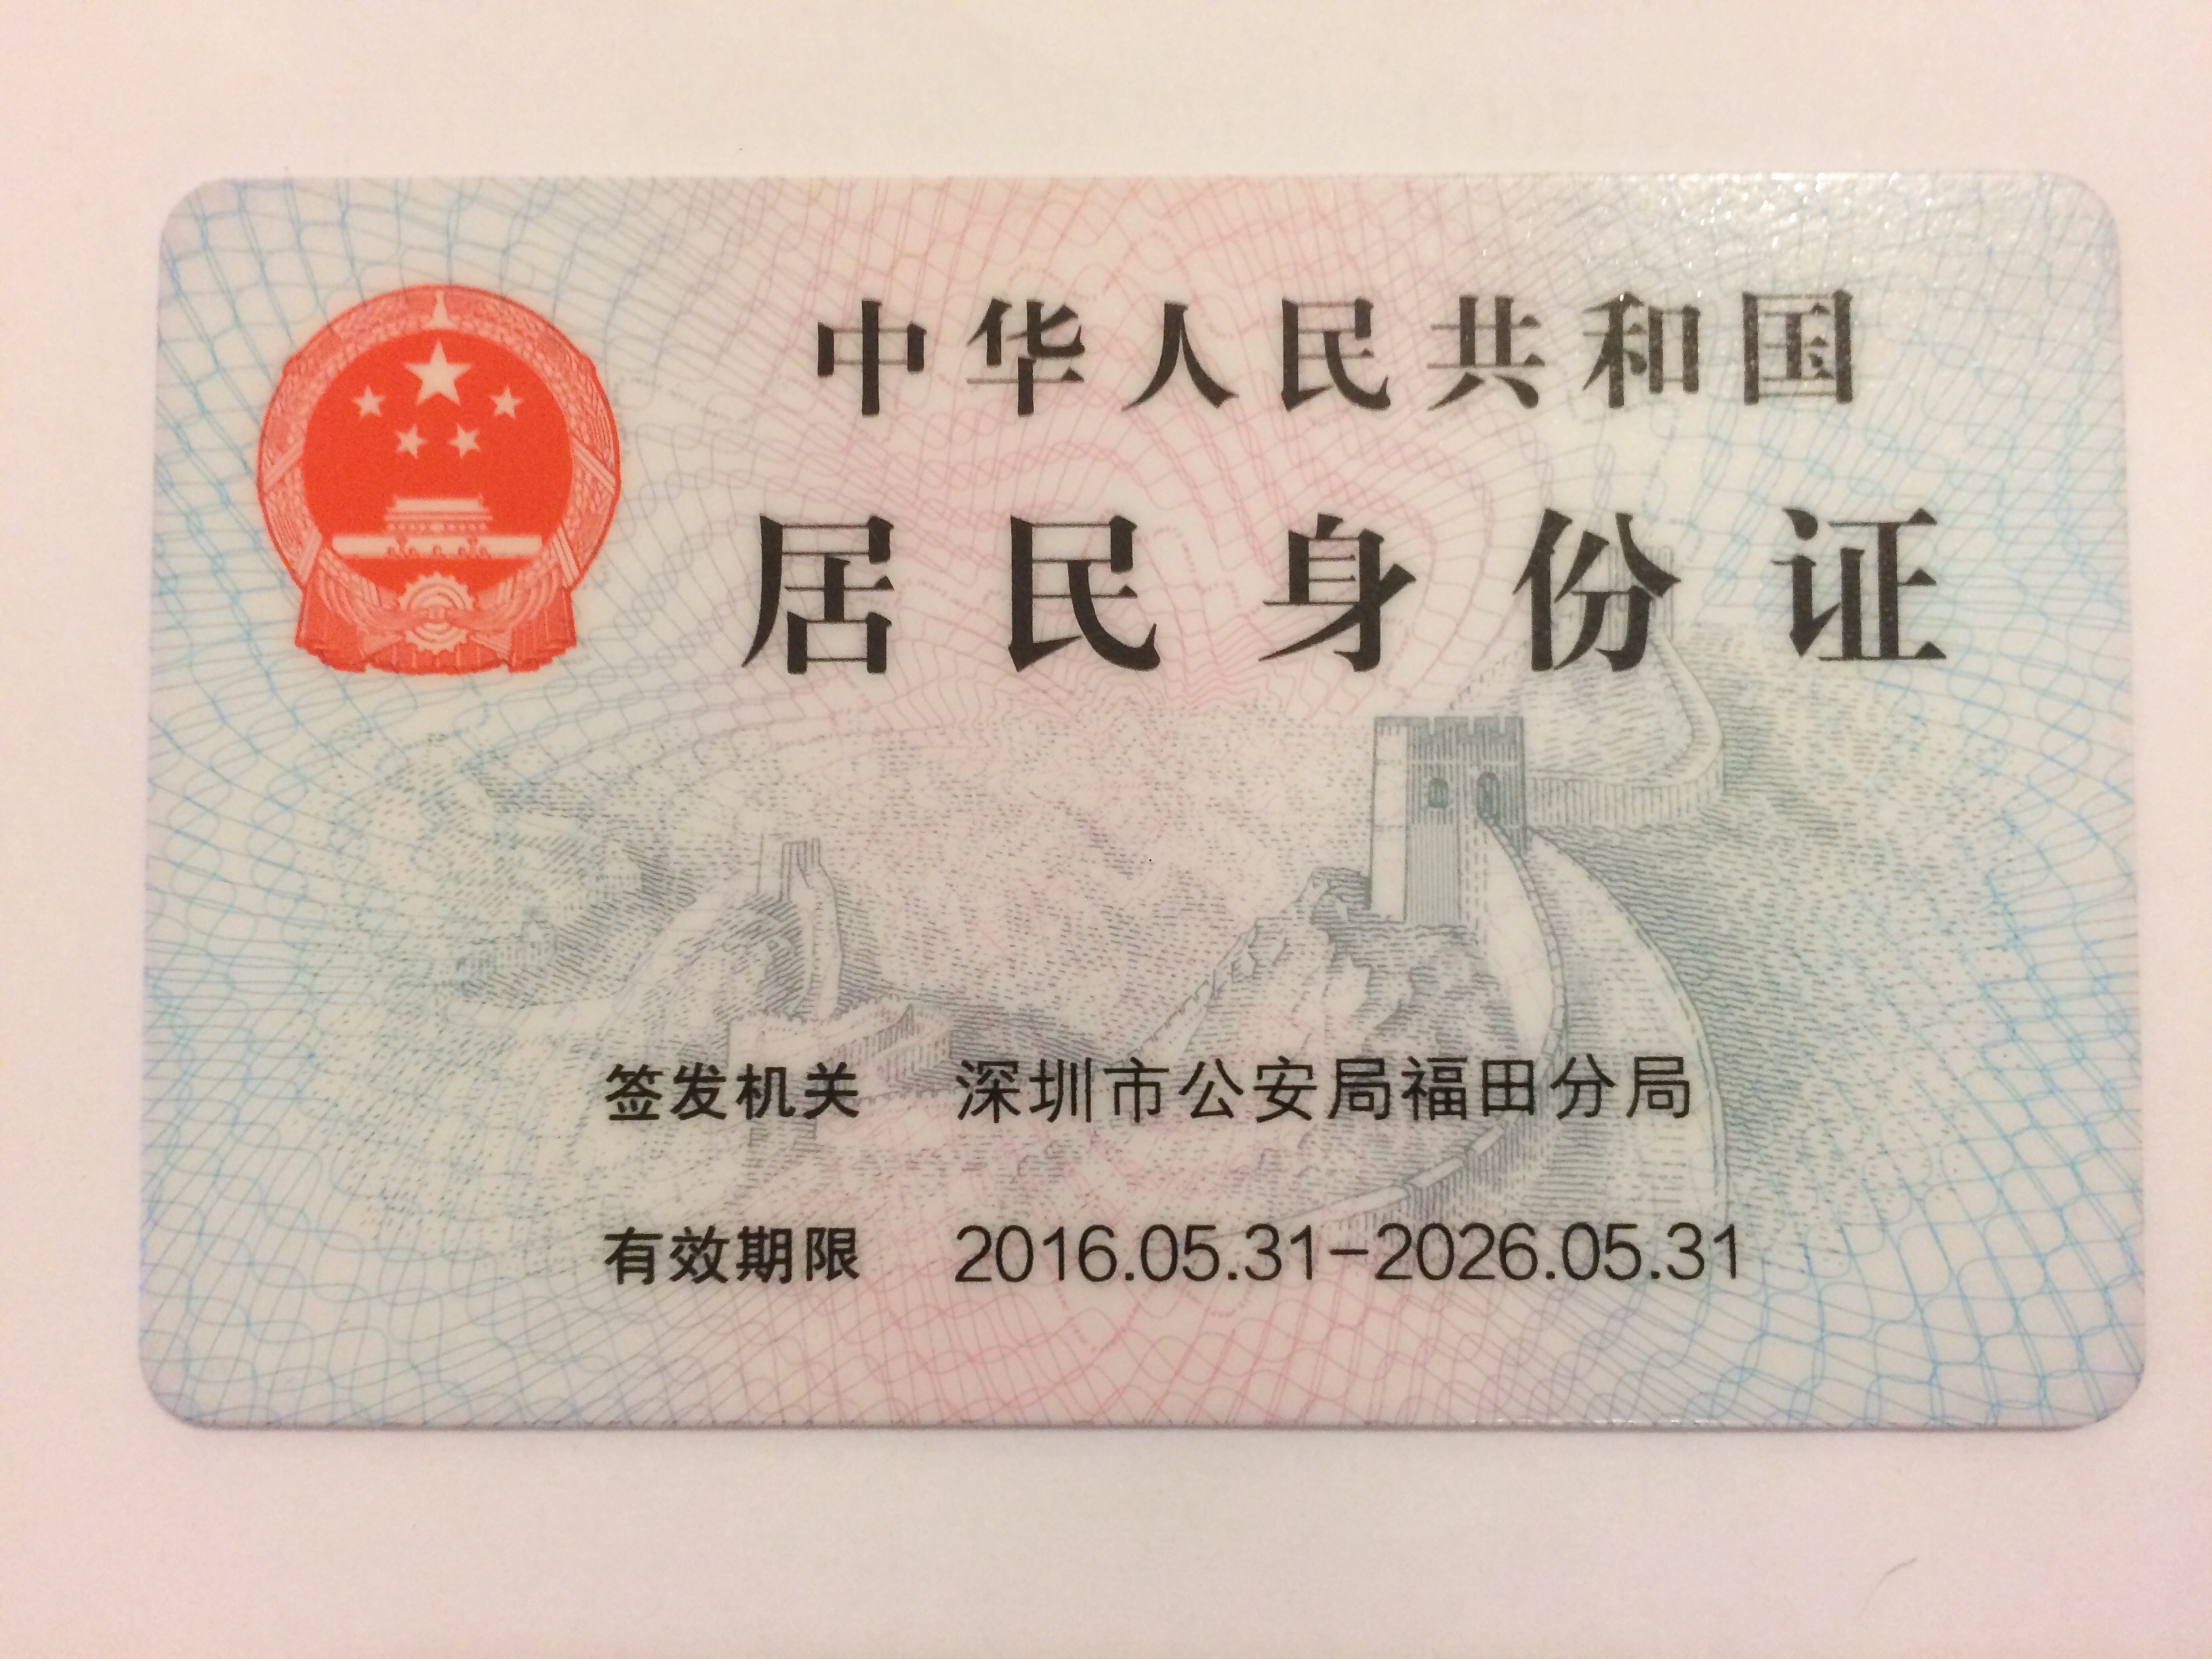 中华人民共和国
居民身份证
签发机关 深圳市公安局福田分局
有效期限 2016.05.31-2026.05.31